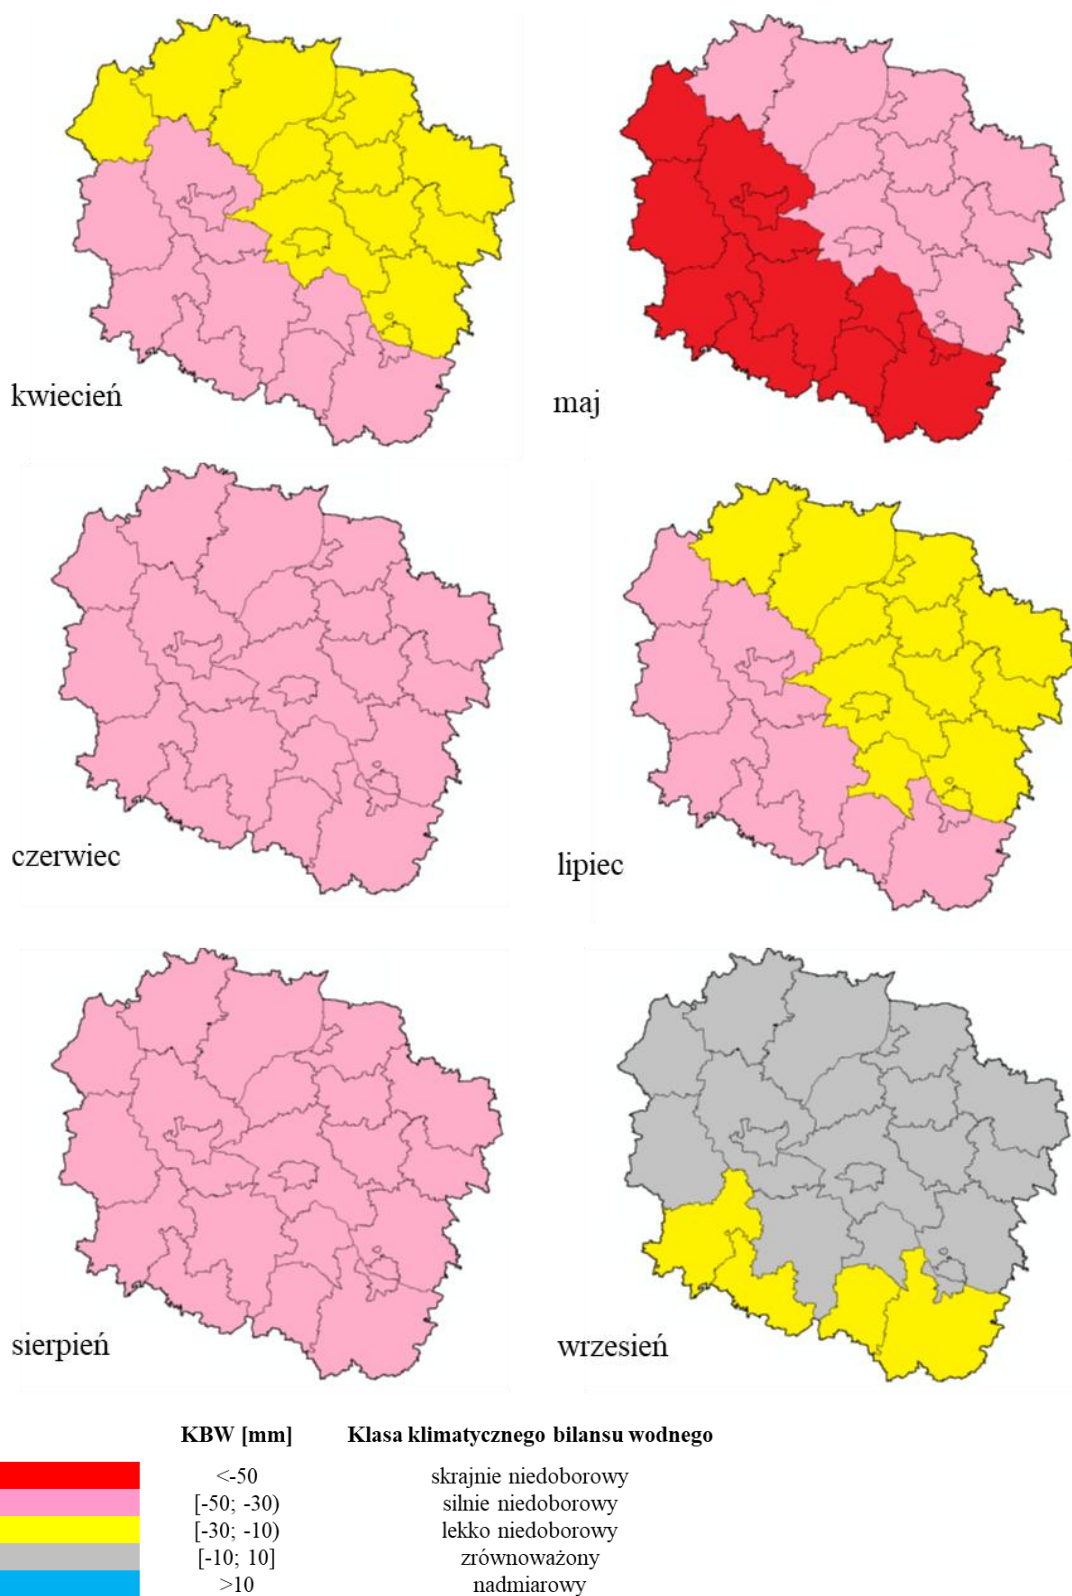 kwiecień
maj
czerwiec
lipiec
sierpień
wrzesień
KBW [mm] Klasa klimatycznego bilansu wodnego
<-50 skrajnie niedoborowy
[-50; -30) silnie niedoborowy
[-30; -10) lekko niedoborowy
[-10; 10] zrównoważony
>10 nadmiarowy